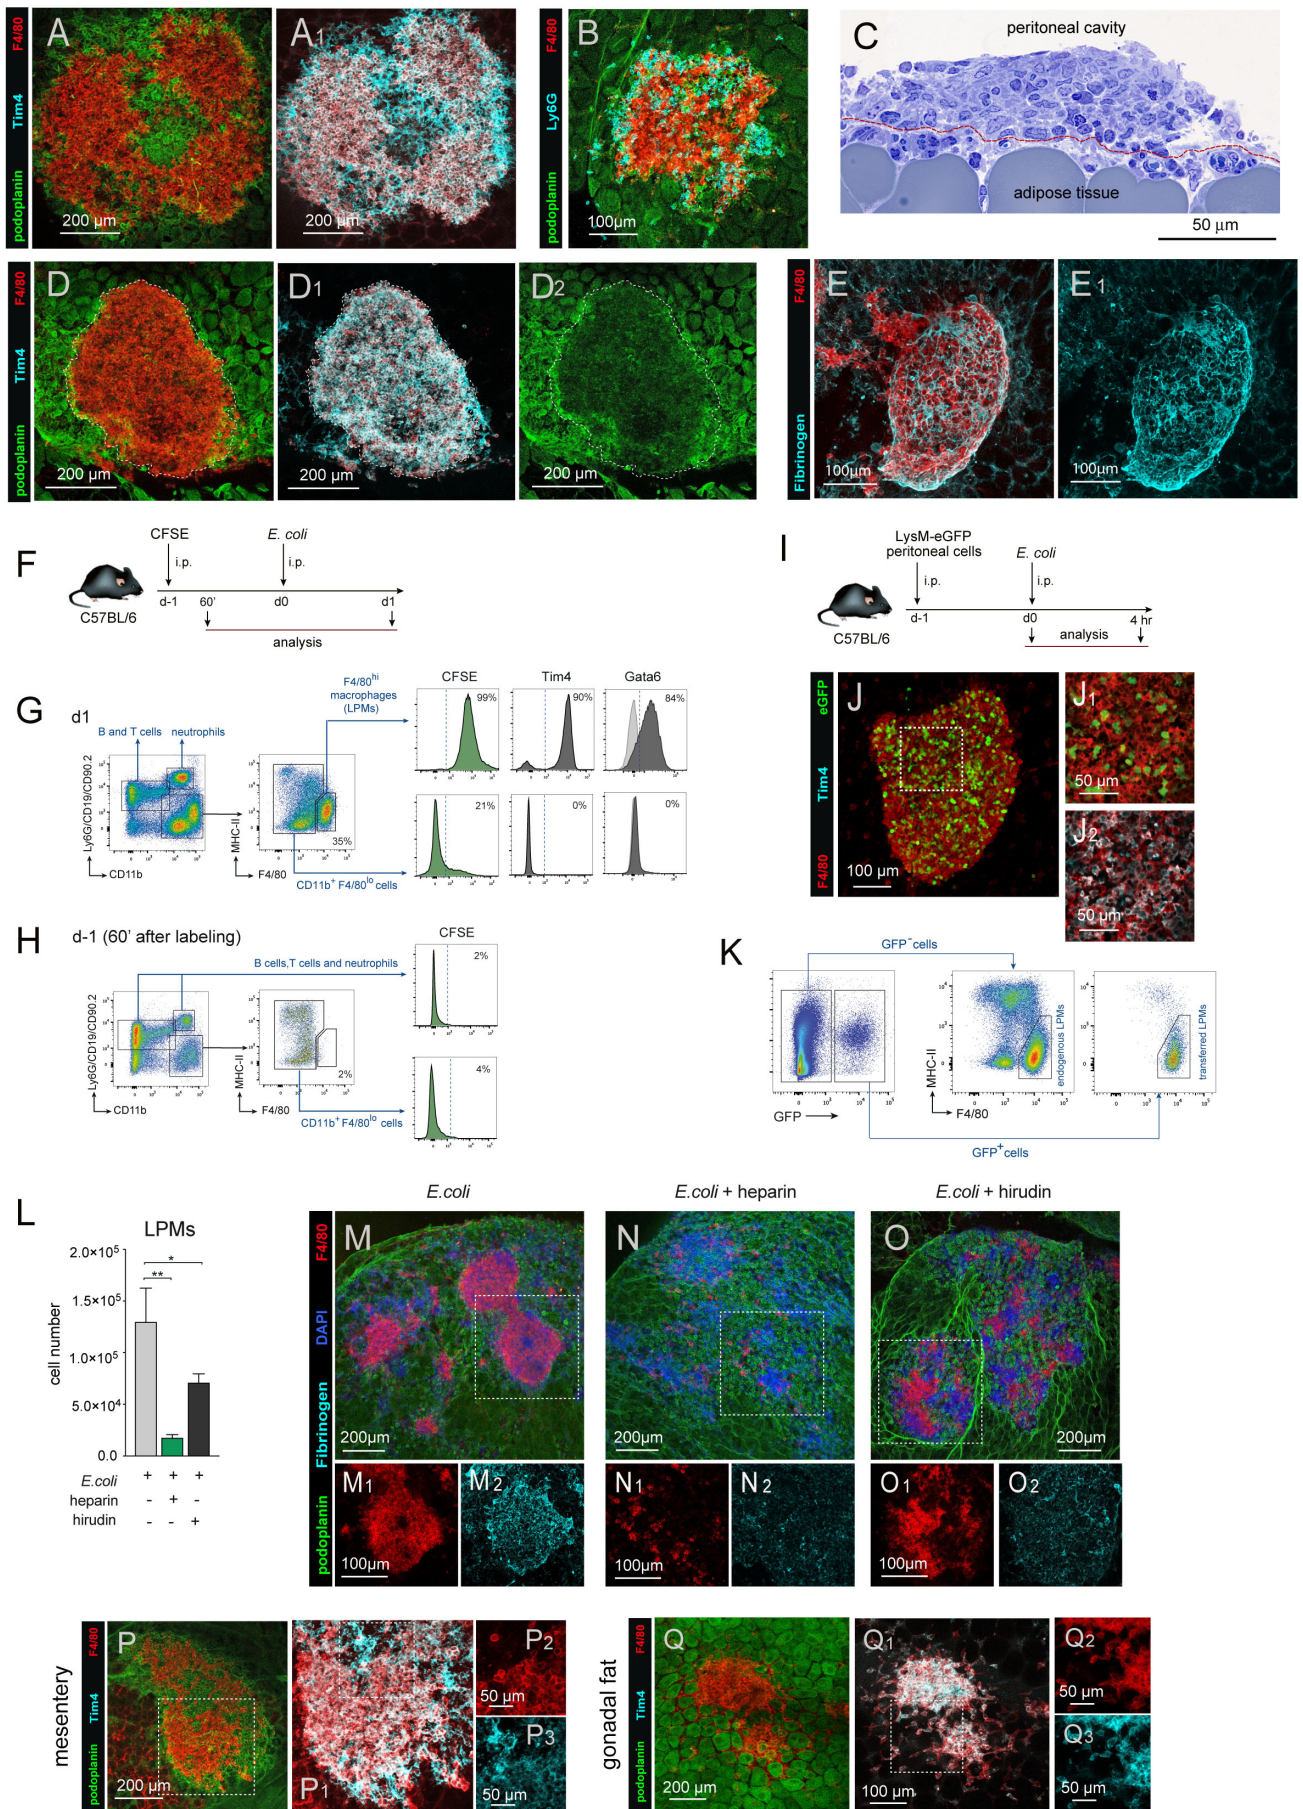 podoplanin Tim4 F4/80
A
200 µm
A1
200 µm
podoplanin Ly6G F4/80
B
100µm
C
peritoneal cavity
adipose tissue
50 µm
podoplanin Tim4 F4/80
D
200 µm
D1
200 µm
D2
200 µm
Fibrinogen F4/80
E
100µm
E1
100µm
F
CFSE
E. coli
i.p.
i.p.
d-1
60'
d0
d1
C57BL/6
analysis
I
LysM-eGFP
peritoneal cells
E. coli
i.p.
i.p.
d-1
d0
4 hr
C57BL/6
analysis
G
d1
B and T cells
neutrophils
F4/80hi
macrophages
(LPMs)
Ly6G/CD19/CD90.2
CD11b
MHC-II
F4/80
35%
CD11b+ F4/80lo cells
CFSE
Tim4
Gata6
99%
90%
84%
21%
0%
0%
F4/80 Tim4 eGFP
J
100 µm
J1
50 µm
J2
50 µm
H
d-1 (60' after labeling)
B cells,T cells and neutrophils
CFSE
2%
Ly6G/CD19/CD90.2
CD11b
MHC-II
F4/80
2%
CD11b+ F4/80lo cells
4%
K
GFP- cells
GFP
MHC-II
F4/80
endogenous LPMs
transferred LPMs
GFP+ cells
L
LPMs
cell number
2.0×10^5
1.5×10^5
1.0×10^5
5.0×10^4
0.0
*
**
E.coli + + +
heparin - + -
hirudin - - +
E.coli
E.coli + heparin
E.coli + hirudin
podoplanin Fibrinogen DAPI F4/80
M
200µm
N
200µm
O
200µm
M1
100µm
M2
N1
100µm
N2
O1
100µm
O2
mesentery
podoplanin Tim4 F4/80
P
200 µm
P1
P2
50 µm
P3
50 µm
gonadal fat
podoplanin Tim4 F4/80
Q
200 µm
Q1
100 µm
Q2
50 µm
Q3
50 µm